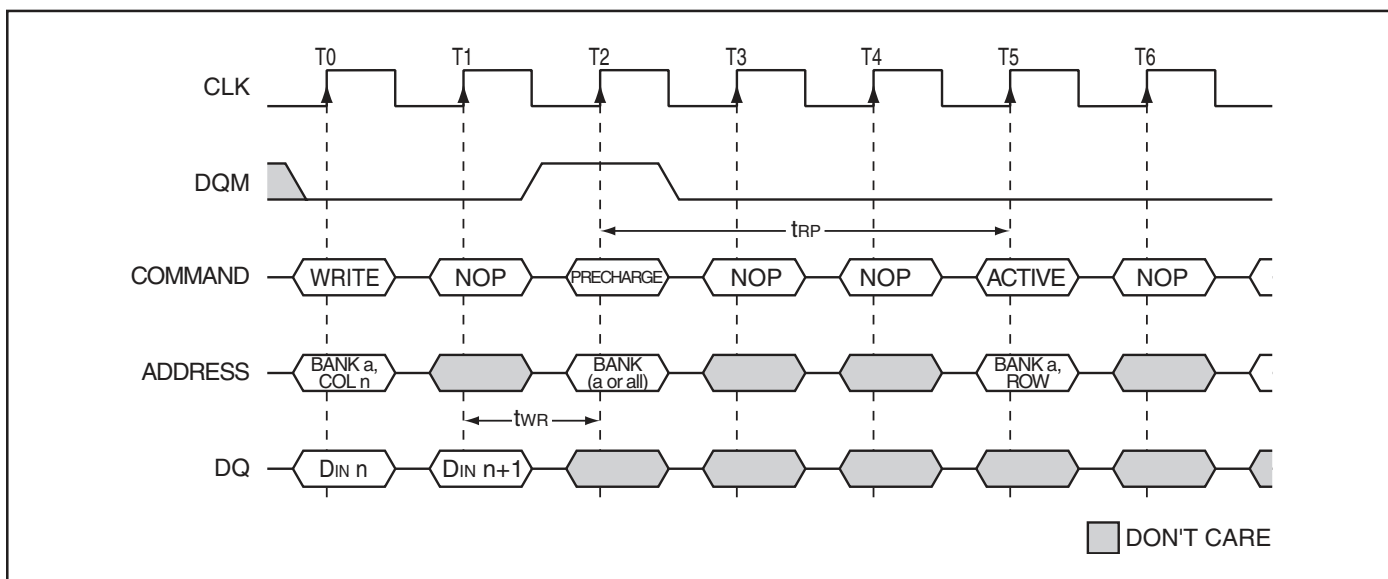 T0 T1 T2 T3 T4 T5 T6
CLK
DQM
tRP
COMMAND WRITE NOP PRECHARGE NOP NOP ACTIVE NOP
ADDRESS BANK a, COL n BANK (a or all) BANK a, ROW
tWR
DQ DIN n DIN n+1
DON'T CARE